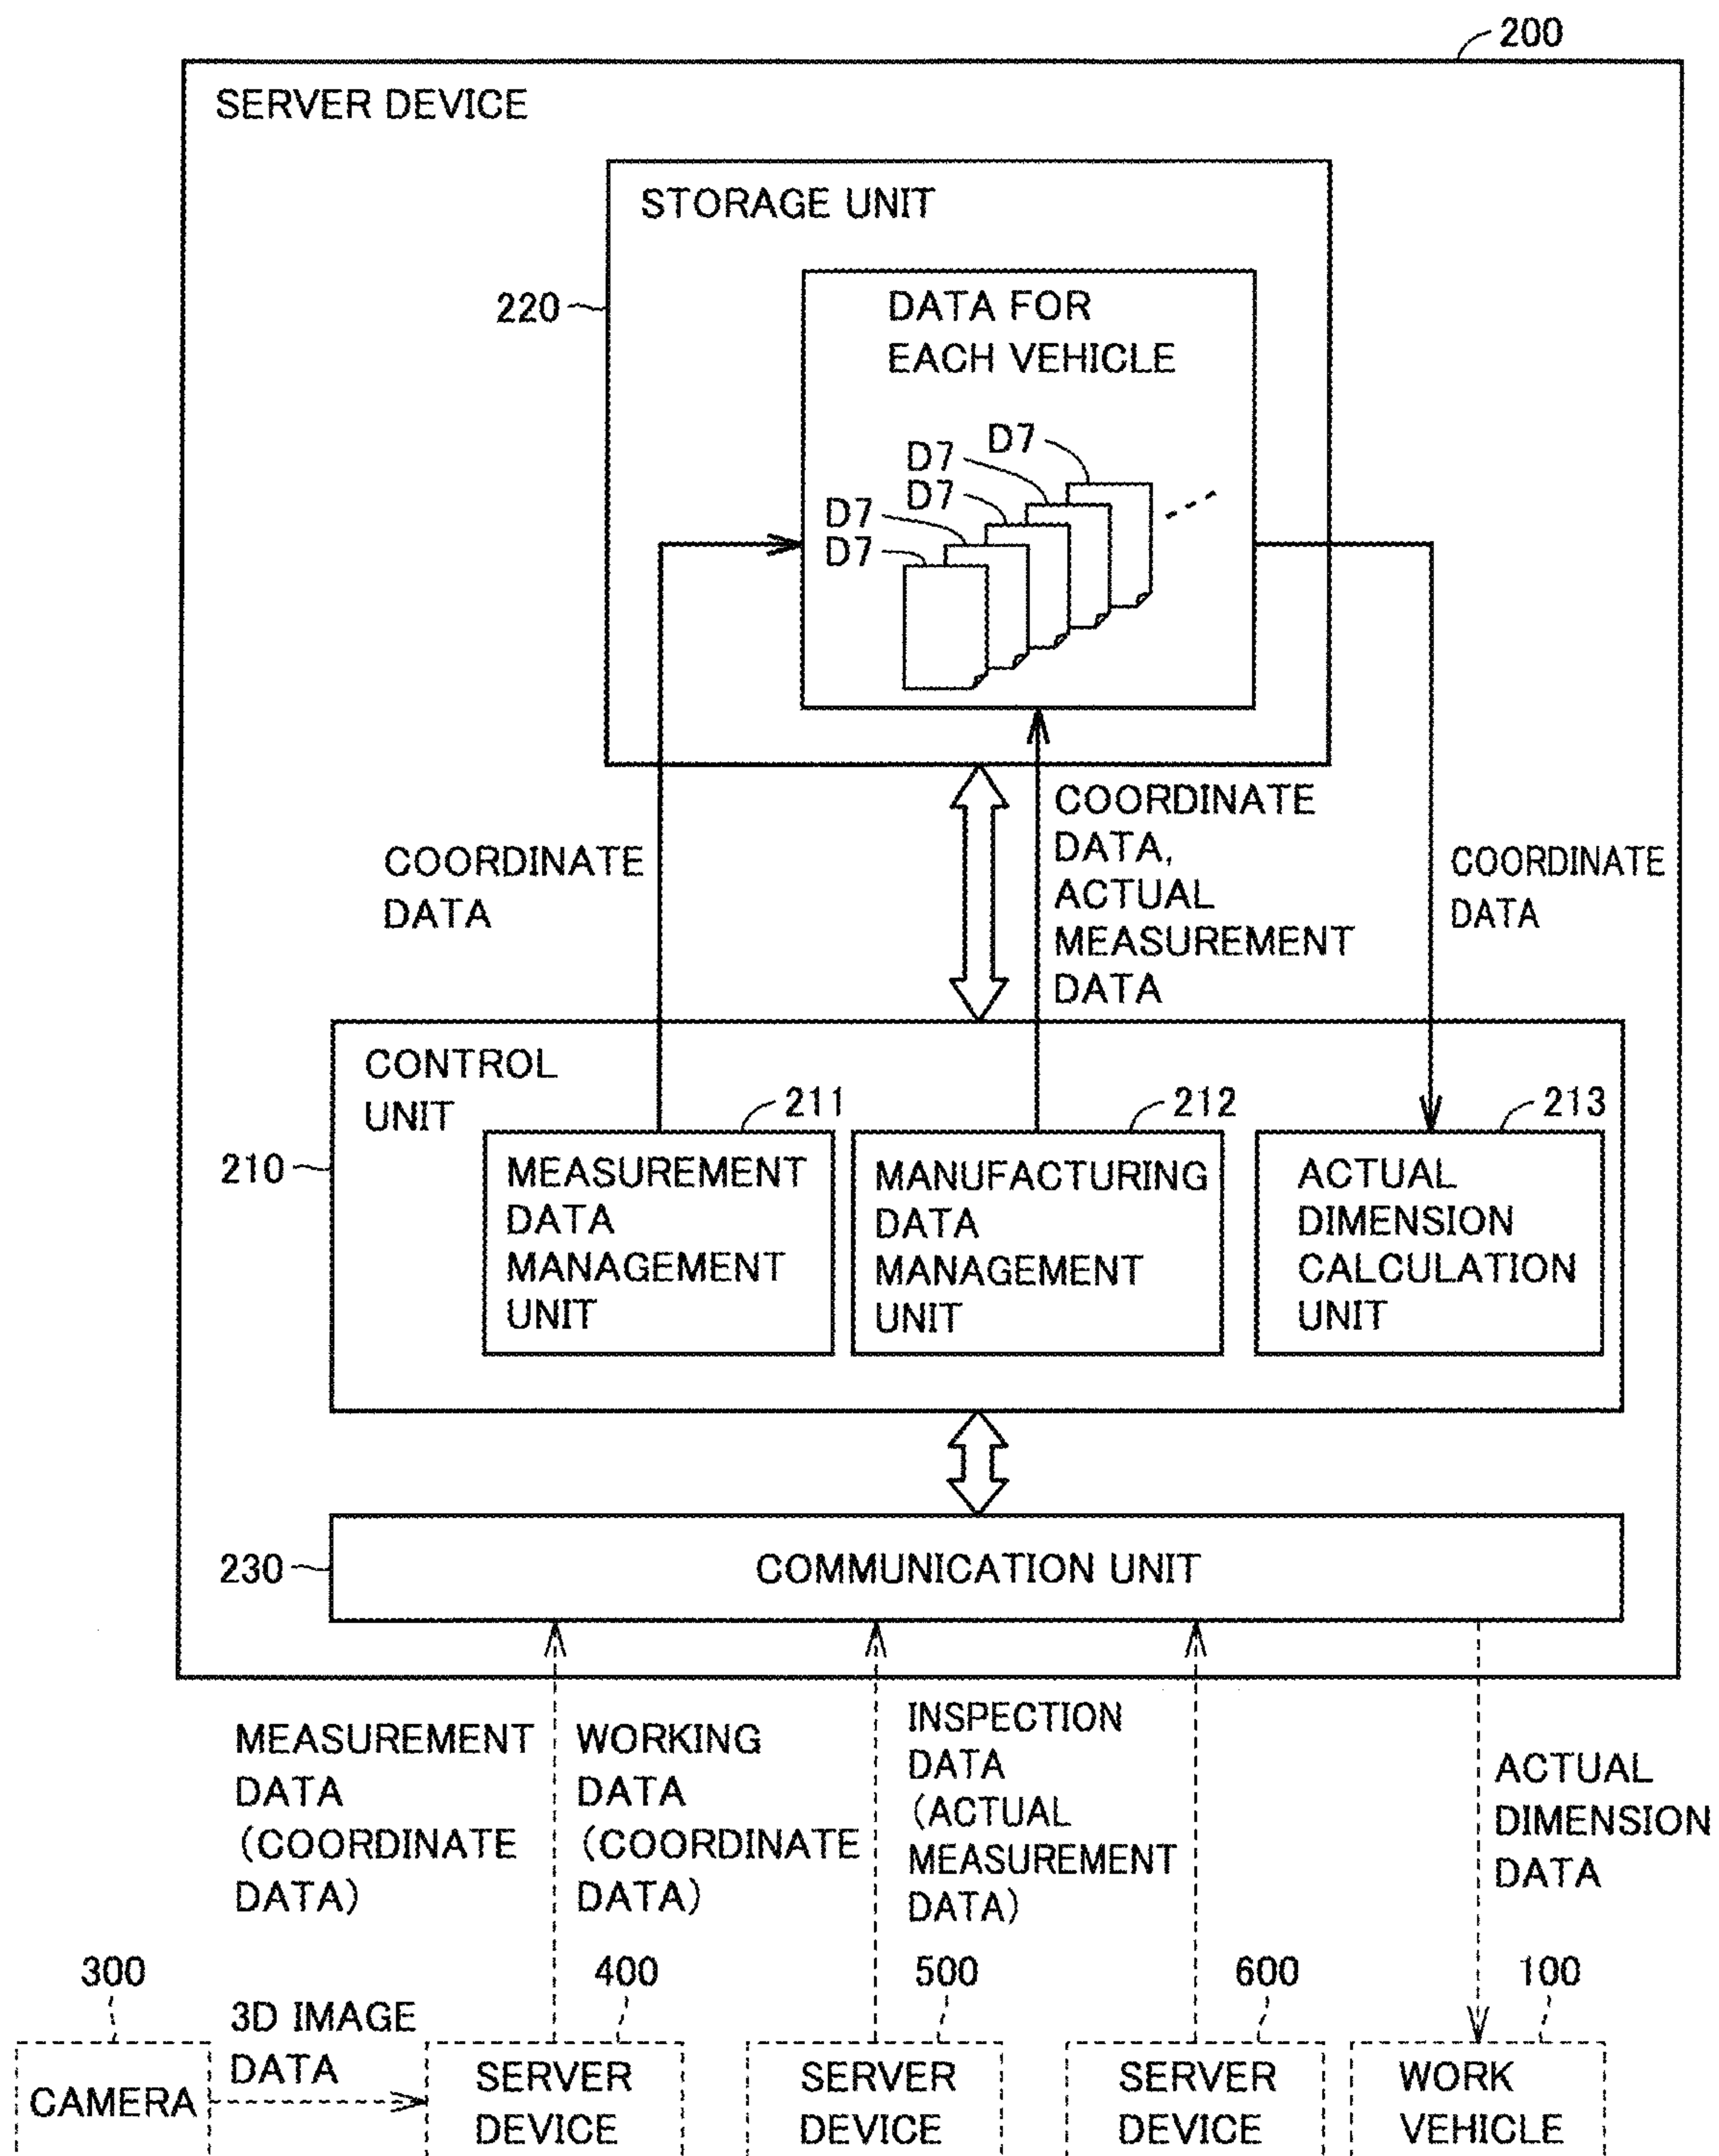 200
SERVER DEVICE
STORAGE UNIT
220
DATA FOR
EACH VEHICLE
D7
D7
D7
D7
D7
COORDINATE
DATA
COORDINATE
DATA,
ACTUAL
MEASUREMENT
DATA
COORDINATE
DATA
CONTROL
UNIT
210
211
MEASUREMENT
DATA
MANAGEMENT
UNIT
212
MANUFACTURING
DATA
MANAGEMENT
UNIT
213
ACTUAL
DIMENSION
CALCULATION
UNIT
230
COMMUNICATION UNIT
MEASUREMENT
DATA
(COORDINATE
DATA)
WORKING
DATA
(COORDINATE
DATA)
INSPECTION
DATA
(ACTUAL
MEASUREMENT
DATA)
ACTUAL
DIMENSION
DATA
300
CAMERA
3D IMAGE
DATA
400
SERVER
DEVICE
500
SERVER
DEVICE
600
SERVER
DEVICE
100
WORK
VEHICLE